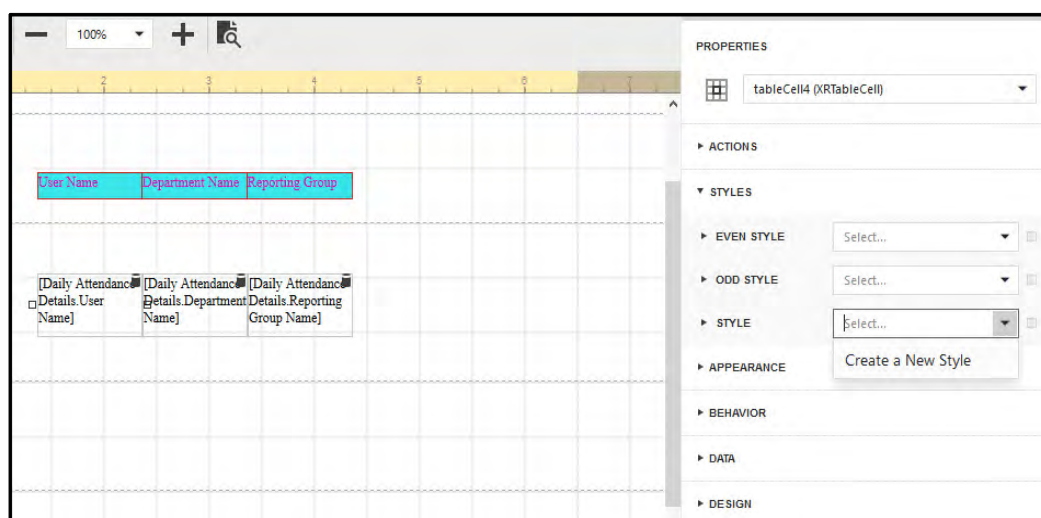 100%
2 3 4 5 6 7
User Name Department Name Reporting Group
[Daily Attendance [Daily Attendance [Daily Attendance
Details.User Details.Department Details.Reporting
Name] Name] Group Name]
PROPERTIES
tableCell4 (XRTableCell)
ACTIONS
STYLES
EVEN STYLE Select...
ODD STYLE Select...
STYLE Select...
Create a New Style
APPEARANCE
BEHAVIOR
DATA
DESIGN